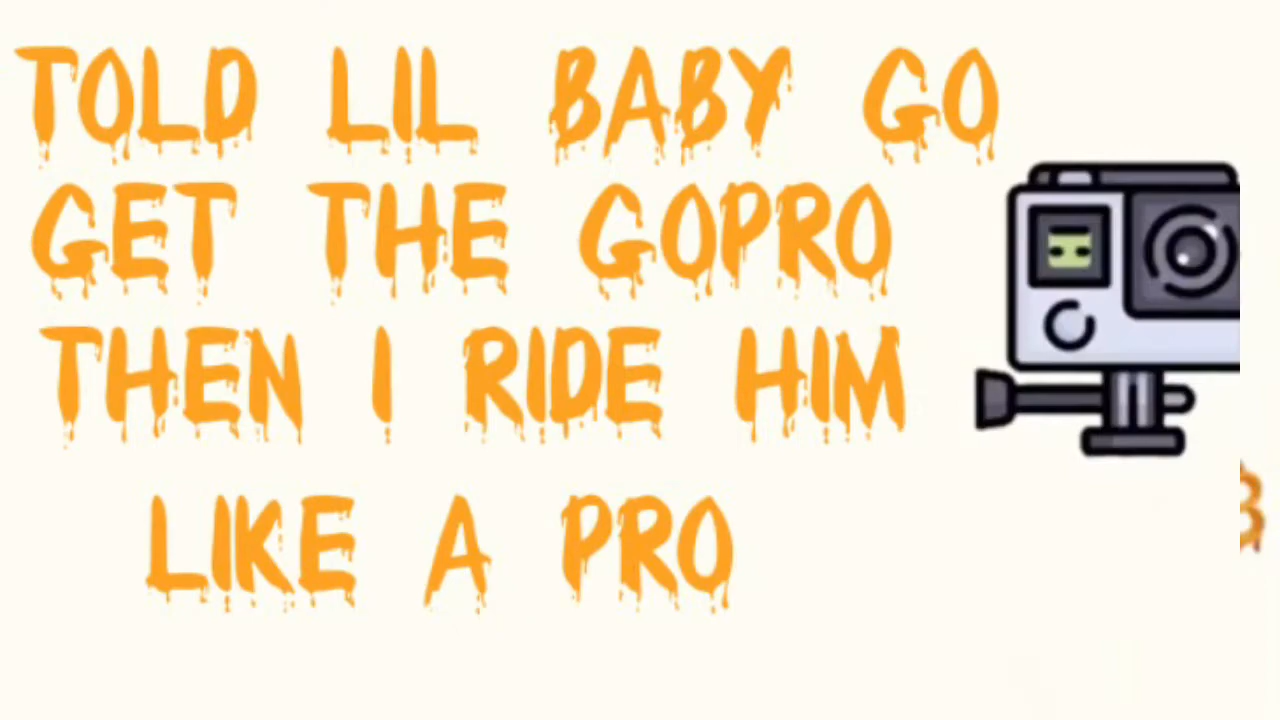 TOLD LIL BABY GO
GET THE GOPRO
THEN I RIDE HIM
LIKE A PRO